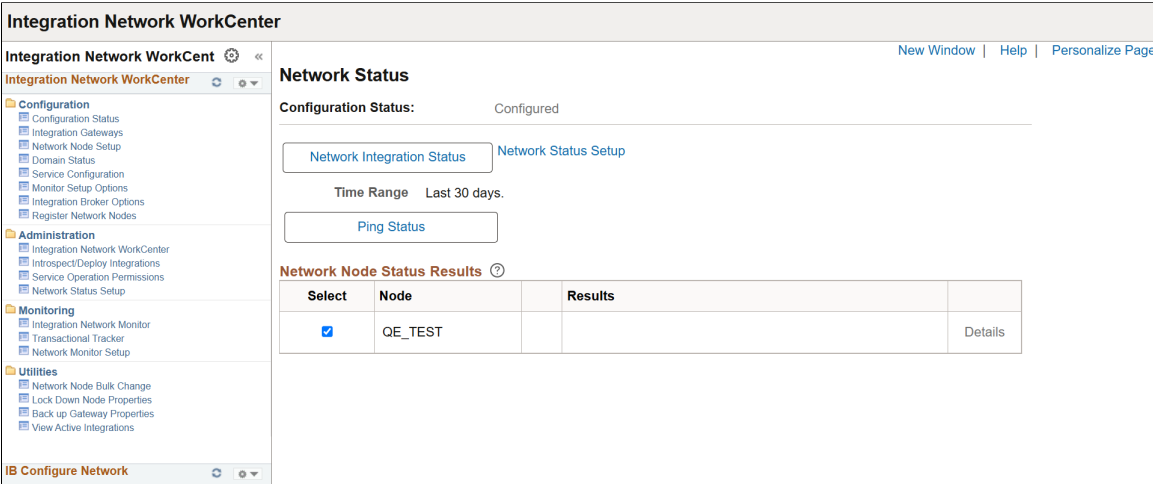 Integration Network WorkCenter
Integration Network WorkCent
«
Integration Network WorkCenter
Configuration
Configuration Status
Integration Gateways
Network Node Setup
Domain Status
Service Configuration
Monitor Setup Options
Integration Broker Options
Register Network Nodes
Administration
Integration Network WorkCenter
Introspect/Deploy Integrations
Service Operation Permissions
Network Status Setup
Monitoring
Integration Network Monitor
Transactional Tracker
Network Monitor Setup
Utilities
Network Node Bulk Change
Lock Down Node Properties
Back up Gateway Properties
View Active Integrations
IB Configure Network
New Window | Help | Personalize Page
Network Status
Configuration Status: Configured
Network Integration Status Network Status Setup
Time Range Last 30 days.
Ping Status
Network Node Status Results ?
Select Node Results
QE_TEST Details